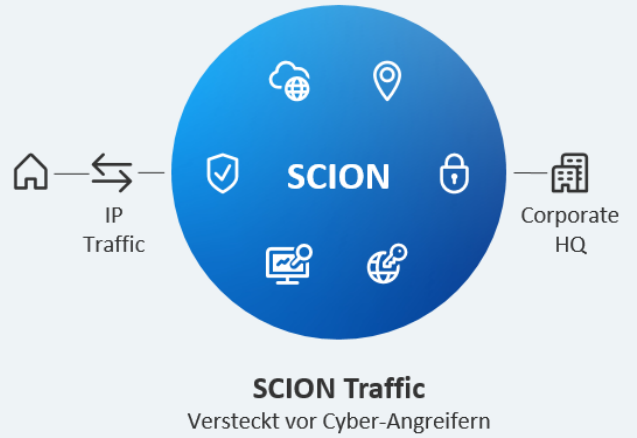 SCION
IP
Traffic
Corporate
HQ
SCION Traffic
Versteckt vor Cyber-Angreifern